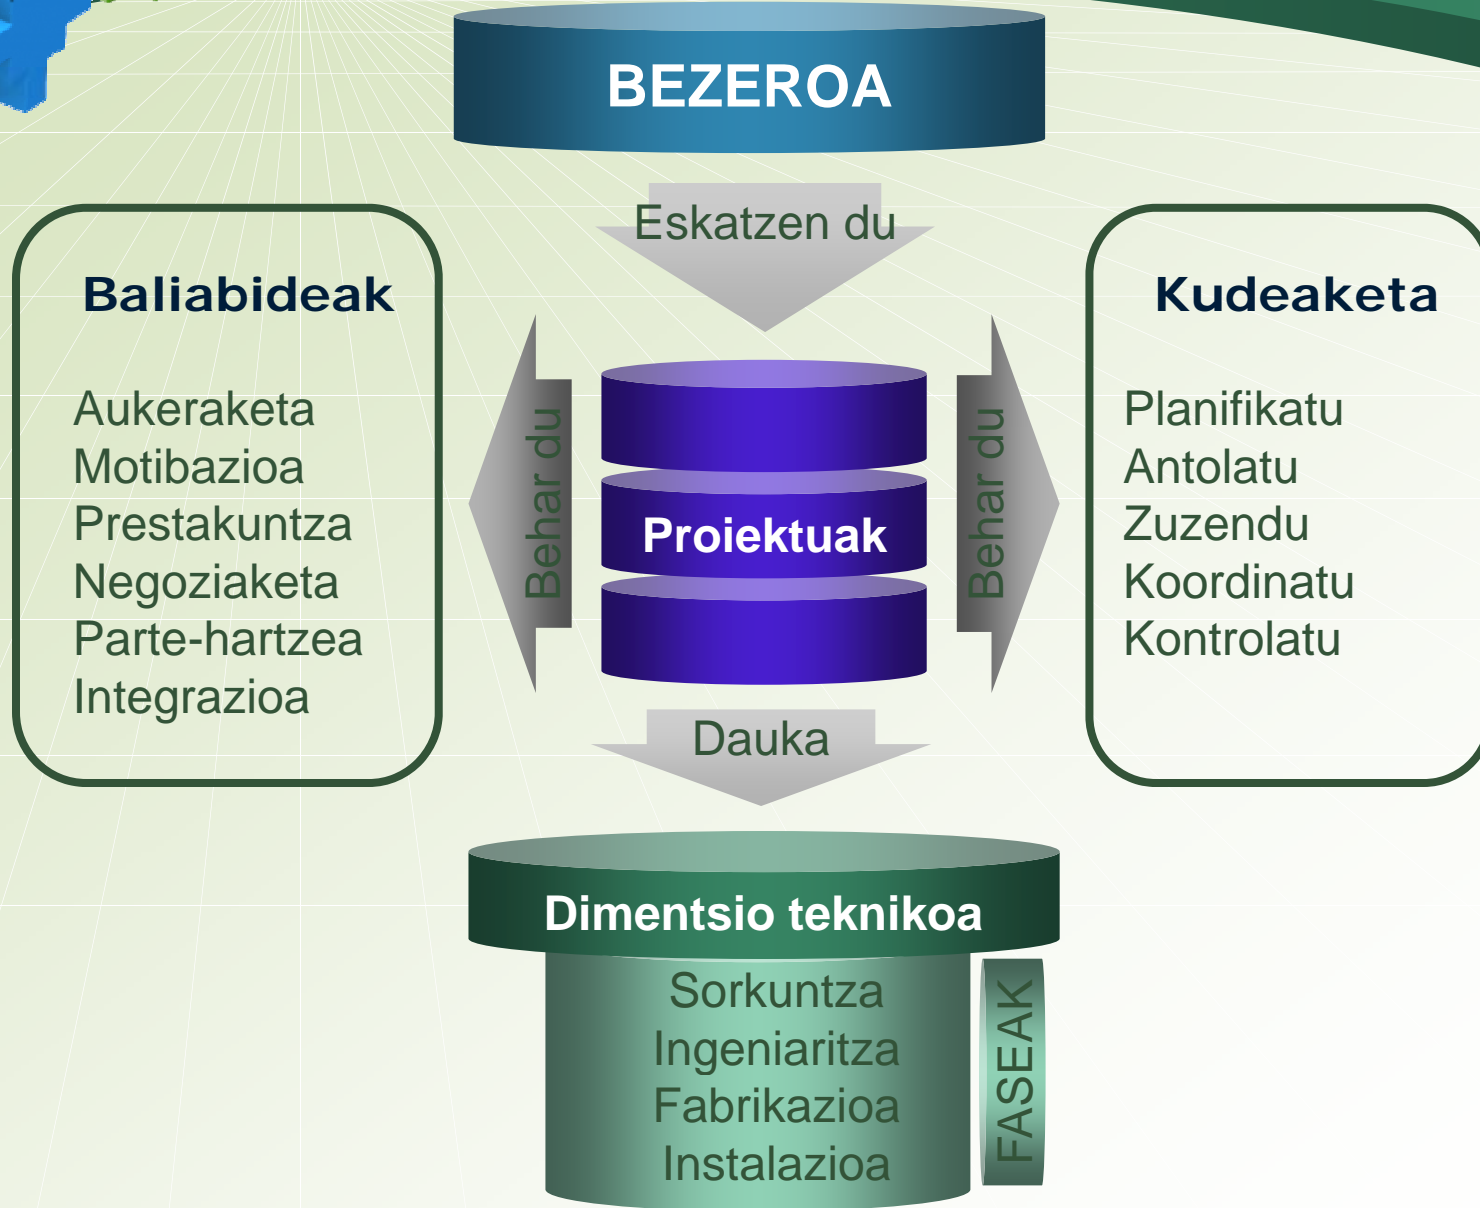 BEZEROA
Eskatzen du
Baliabideak
Aukeraketa
Motibazioa
Prestakuntza
Negoziaketa
Parte-hartzea
Integrazioa
Behar du
Proiektuak
Behar du
Kudeaketa
Planifikatu
Antolatu
Zuzendu
Koordinatu
Kontrolatu
Dauka
Dimentsio teknikoa
Sorkuntza
Ingeniaritza
Fabrikazioa
Instalazioa
FASEAK